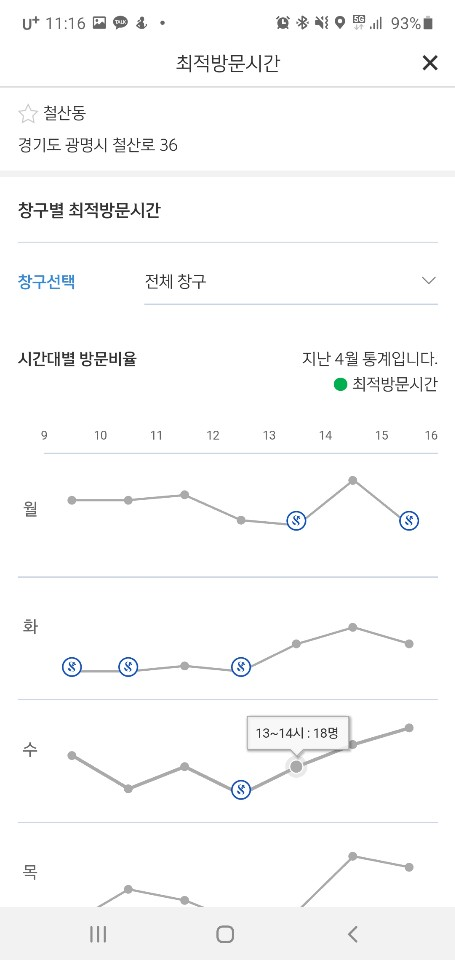 U+ 11:16 TALK 5G 93%
최적방문시간
철산동
경기도 광명시 철산로 36
창구별 최적방문시간
창구선택 전체 창구
시간대별 방문비율 지난 4월 통계입니다.
최적방문시간
9 10 11 12 13 14 15 16
월
화
13~14시 : 18명
수
목